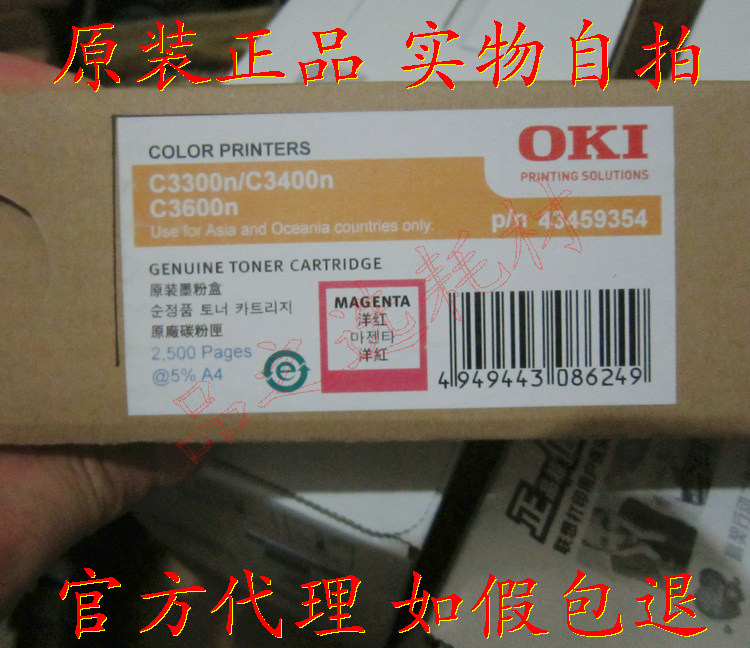 原装正品 实物自拍
COLOR PRINTERS
OKI
PRINTING SOLUTIONS
C3300n/C3400n
C3600n
Use for Asia and Oceania countries only.
p/n 43459354
GENUINE TONER CARTRIDGE
原装墨粉盒
순정품 토너 카트리지
原廠碳粉匣
2,500 Pages
@5% A4
e
MAGENTA
洋红
마젠타
洋紅
4 949443 086249
官方代理 如假包退